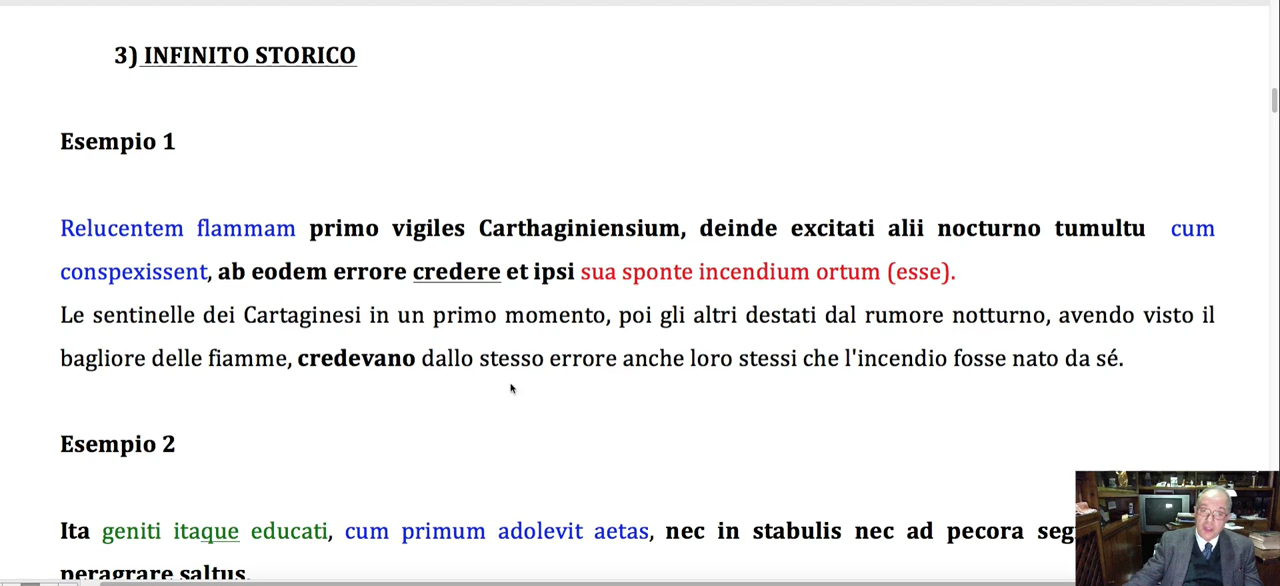 3) INFINITO STORICO
Esempio 1
Relucentem flammam primo vigiles Carthaginiensium, deinde excitati alii nocturno tumultu cum
conspexissent, ab eodem errore credere et ipsi sua sponte incendium ortum (esse).
Le sentinelle dei Cartaginesi in un primo momento, poi gli altri destati dal rumore notturno, avendo visto il
bagliore delle fiamme, credevano dallo stesso errore anche loro stessi che l'incendio fosse nato da sé.
Esempio 2
Ita geniti itaque educati, cum primum adolevit aetas, nec in stabulis nec ad pecora
peragrare saltus.